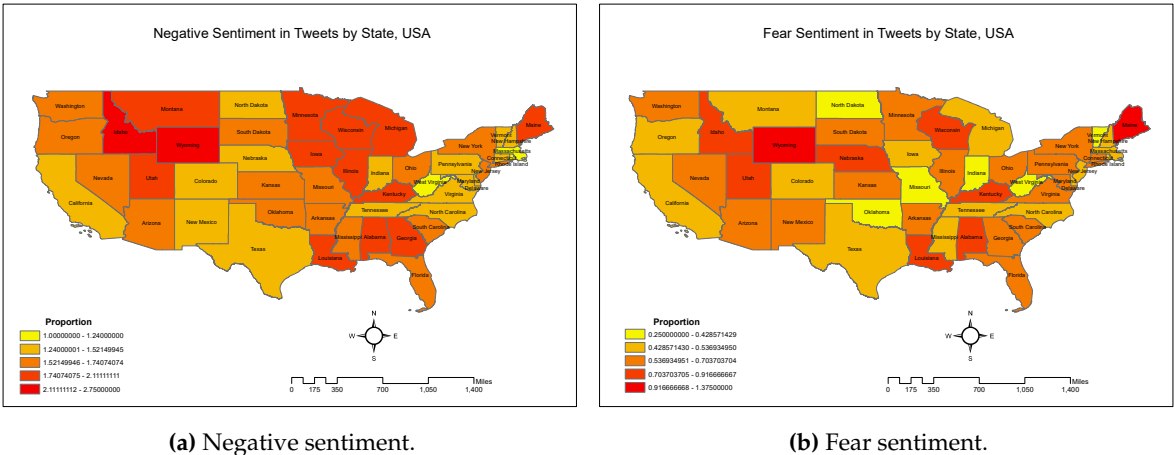 Negative Sentiment in Tweets by State, USA
Washington
Montana
North Dakota
Minnesota
Maine
Oregon
Idaho
Wyoming
South Dakota
Wisconsin
Michigan
Vermont
New Hampshire
New York
Massachusetts
Connecticut
Rhode Island
Nebraska
Iowa
Pennsylvania
New Jersey
Nevada
Utah
Colorado
Illinois
Indiana
Ohio
Maryland
Delaware
West Virginia
Virginia
California
Kansas
Missouri
Kentucky
Arizona
New Mexico
Oklahoma
Arkansas
Tennessee
North Carolina
South Carolina
Texas
Mississippi
Alabama
Georgia
Louisiana
Florida
N
W E
S
Proportion
1.00000000 - 1.24000000
1.24000001 - 1.52149945
1.52149946 - 1.74074074
1.74074075 - 2.11111111
2.11111112 - 2.75000000
Miles
0 175 350 700 1,050 1,400
(a) Negative sentiment.
Fear Sentiment in Tweets by State, USA
Washington
Montana
North Dakota
Minnesota
Maine
Oregon
Idaho
Wyoming
South Dakota
Wisconsin
Michigan
Vermont
New Hampshire
New York
Massachusetts
Connecticut
Rhode Island
Nebraska
Iowa
Pennsylvania
New Jersey
Nevada
Utah
Colorado
Illinois
Indiana
Ohio
Maryland
Delaware
West Virginia
Virginia
California
Kansas
Missouri
Kentucky
Arizona
New Mexico
Oklahoma
Arkansas
Tennessee
North Carolina
South Carolina
Texas
Mississippi
Alabama
Georgia
Louisiana
Florida
N
W E
S
Proportion
0.250000000 - 0.428571429
0.428571430 - 0.536934950
0.536934951 - 0.703703704
0.703703705 - 0.916666667
0.916666668 - 1.37500000
Miles
0 175 350 700 1,050 1,400
(b) Fear sentiment.